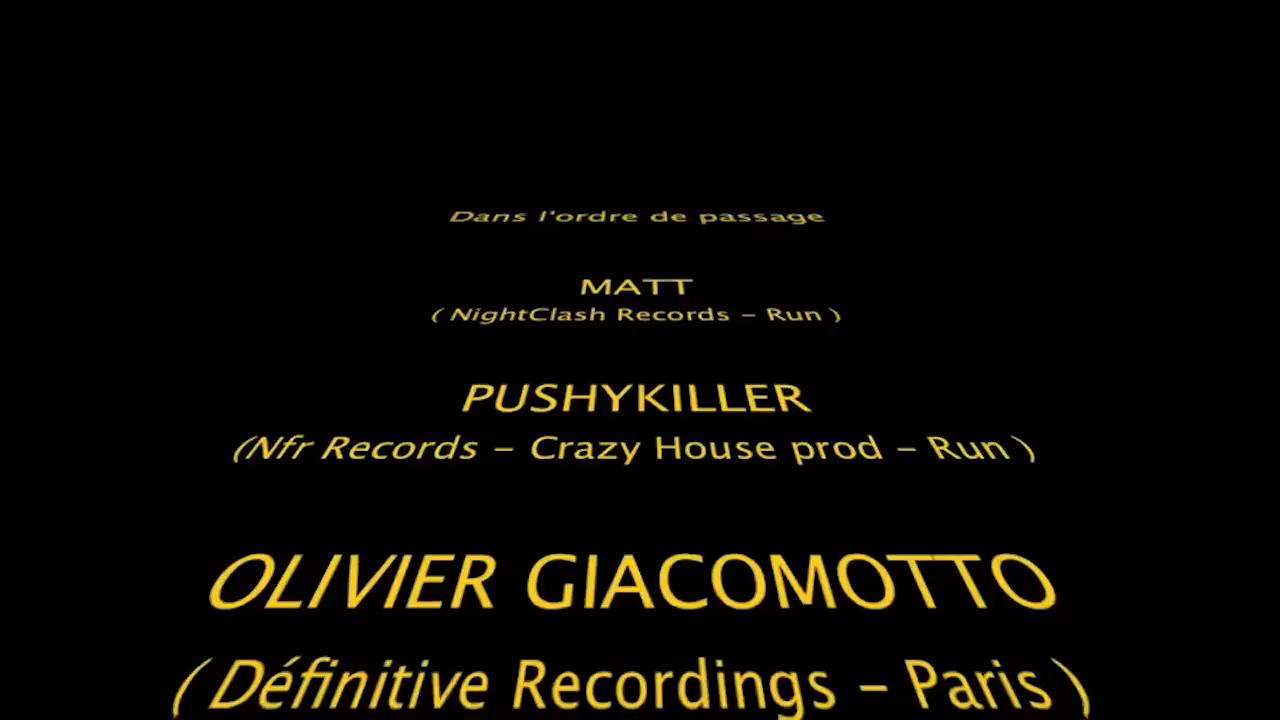 Dans l'ordre de passage
MATT
( NightClash Records - Run )
PUSHYKILLER
(Nfr Records - Crazy House prod - Run )
OLIVIER GIACOMOTTO
( Définitive Recordings - Paris )